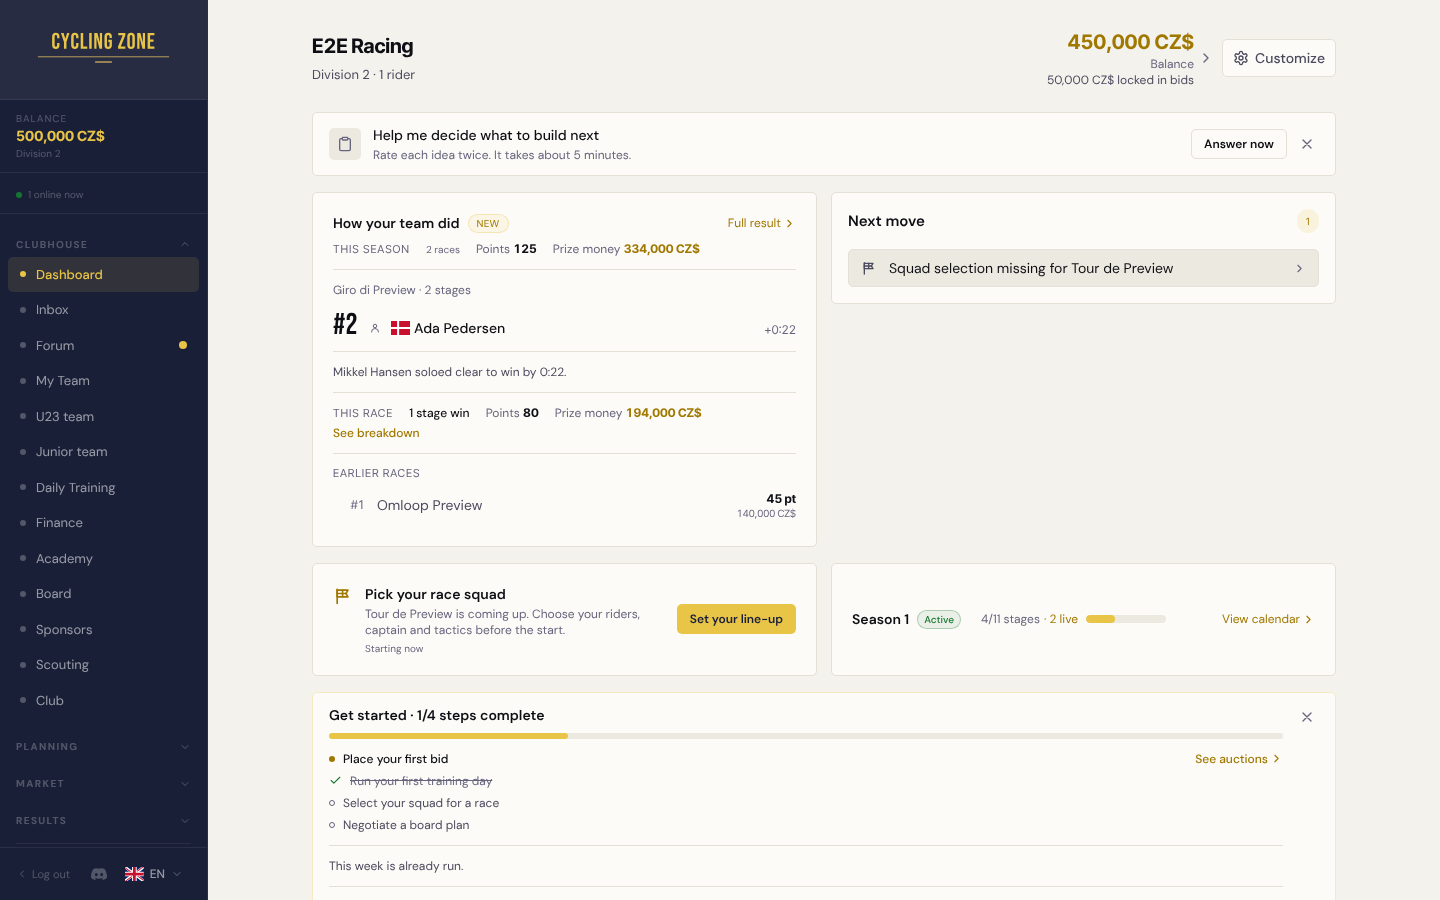 CYCLING ZONE
BALANCE
500,000 CZ$
Division 2
1 online now
CLUBHOUSE
Dashboard
Inbox
Forum
My Team
U23 team
Junior team
Daily Training
Finance
Academy
Board
Sponsors
Scouting
Club
PLANNING
MARKET
RESULTS
Log out
EN
E2E Racing
Division 2 · 1 rider
450,000 CZ$
Balance
50,000 CZ$ locked in bids
Customize
Help me decide what to build next
Rate each idea twice. It takes about 5 minutes.
Answer now
How your team did NEW Full result
THIS SEASON 2 races Points 125 Prize money 334,000 CZ$
Giro di Preview · 2 stages
#2 Ada Pedersen +0:22
Mikkel Hansen soloed clear to win by 0:22.
THIS RACE 1 stage win Points 80 Prize money 194,000 CZ$
See breakdown
EARLIER RACES
#1 Omloop Preview 45 pt
140,000 CZ$
Next move 1
Squad selection missing for Tour de Preview
Pick your race squad
Tour de Preview is coming up. Choose your riders,
captain and tactics before the start.
Starting now
Set your line-up
Season 1 Active 4/11 stages · 2 live View calendar
Get started · 1/4 steps complete
Place your first bid See auctions
Run your first training day
Select your squad for a race
Negotiate a board plan
This week is already run.